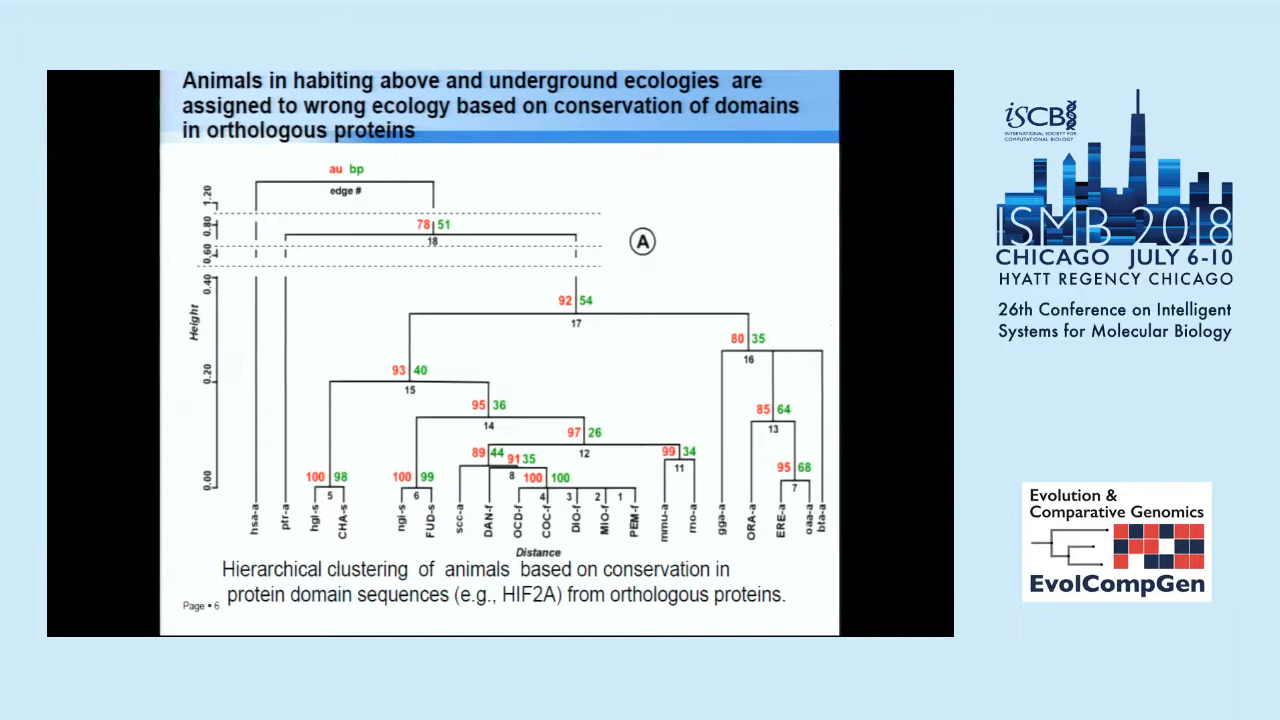 Animals in habiting above and underground ecologies are
assigned to wrong ecology based on conservation of domains
in orthologous proteins
au bp
edge #
1.20
0.80
0.60
0.40
0.20
0.00
Height
78 51
18
A
92 54
17
80 35
16
93 40
15
95 36
14
85 64
13
97 26
12
89 44
91 35
8
99 34
11
95 68
7
100 98
5
100 99
6
100 100
4
3
2
1
hsa-a
ptr-a
hgl-s
CHA-s
ngi-s
FUD-s
scc-a
DAN-f
OCD-f
COC-f
DIO-f
MIO-f
PEM-f
mmu-a
rno-a
gga-a
ORA-a
ERE-a
oaa-a
bta-a
Distance
Hierarchical clustering of animals based on conservation in
protein domain sequences (e.g., HIF2A) from orthologous proteins.
Page • 6
iSCB
INTERNATIONAL SOCIETY FOR
COMPUTATIONAL BIOLOGY
ISMB 2018
CHICAGO JULY 6-10
HYATT REGENCY CHICAGO
26th Conference on Intelligent
Systems for Molecular Biology
Evolution &
Comparative Genomics
EvolCompGen